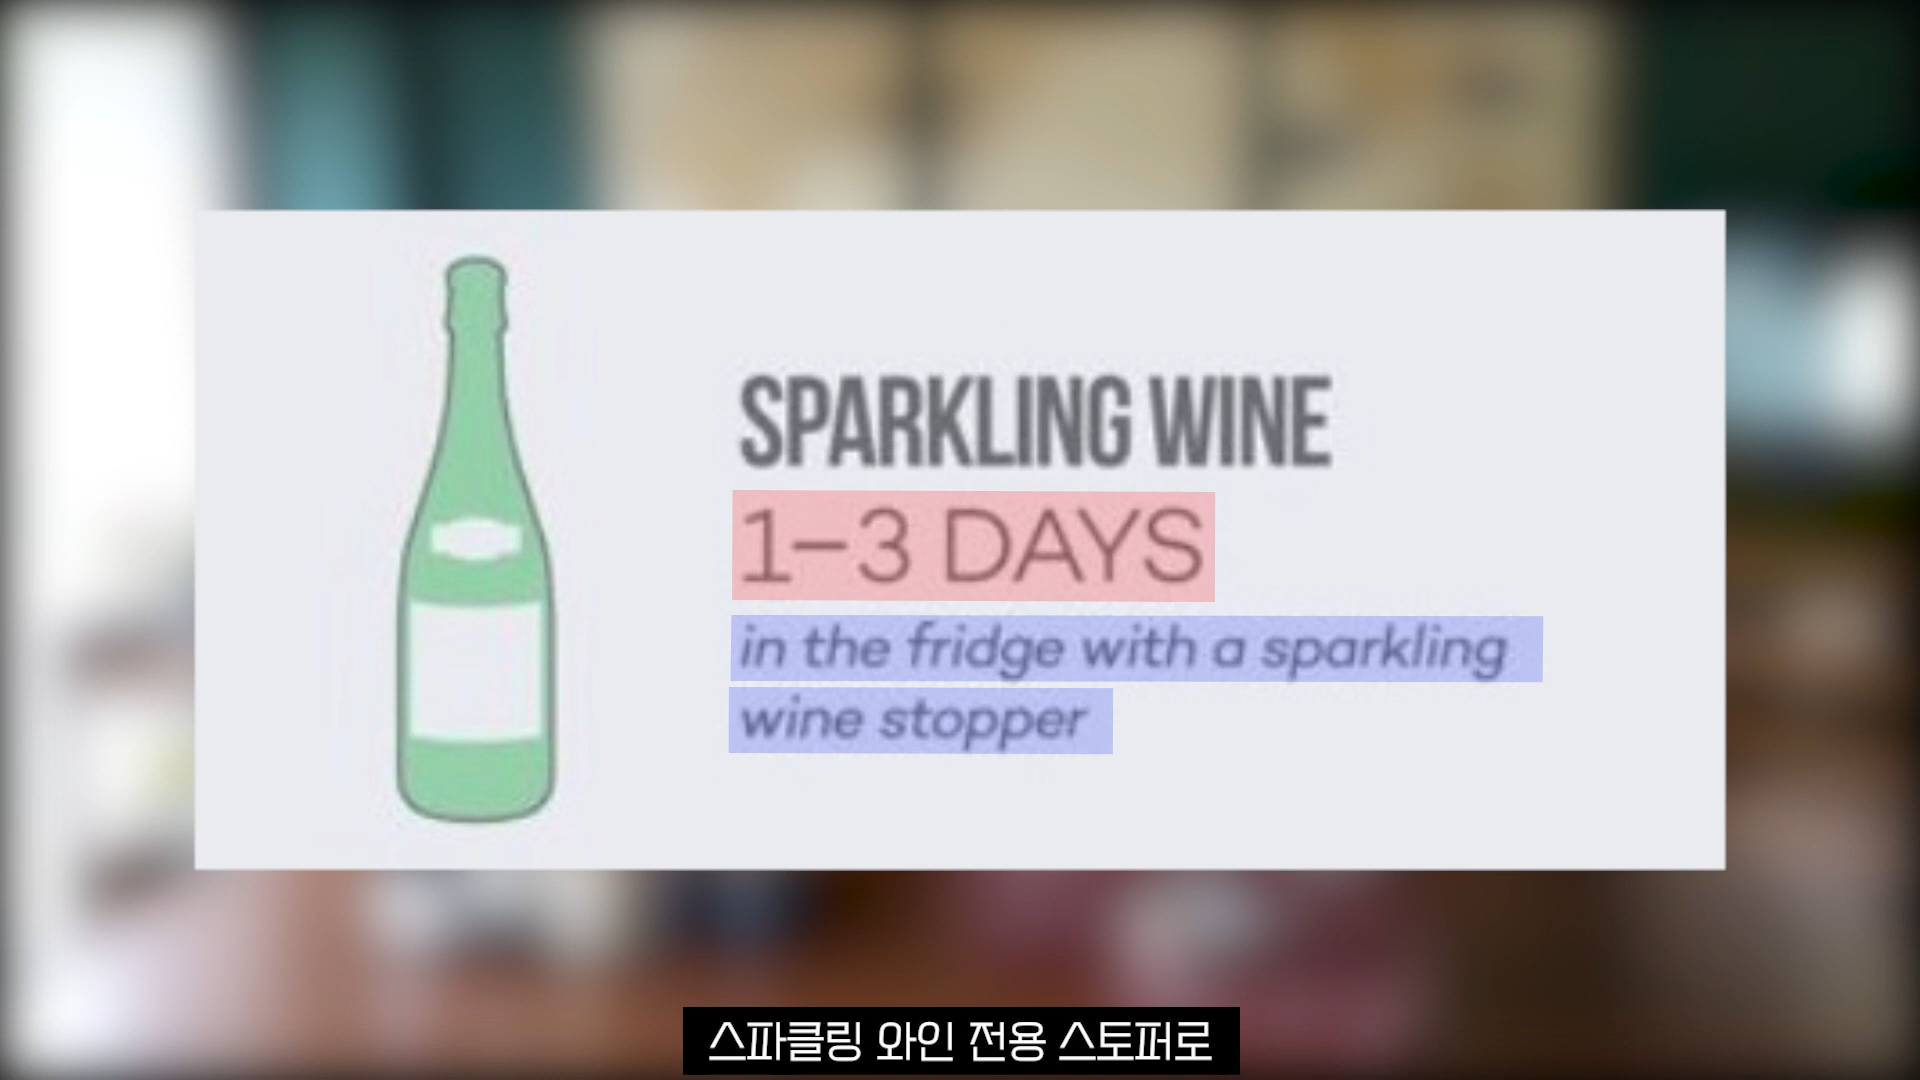 SPARKLING WINE
1–3 DAYS
in the fridge with a sparkling
wine stopper
스파클링 와인 전용 스토퍼로